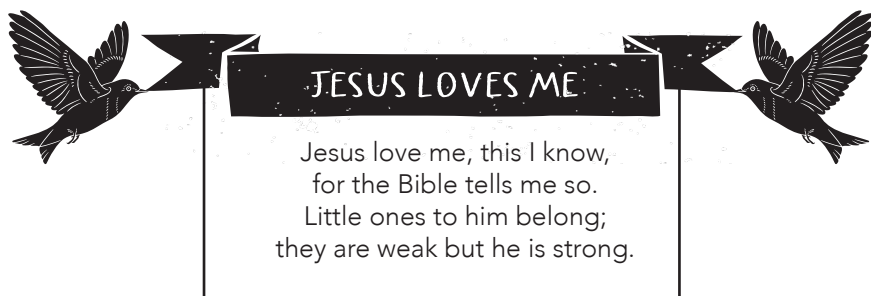 JESUS LOVES ME
Jesus love me, this I know,
for the Bible tells me so.
Little ones to him belong;
they are weak but he is strong.